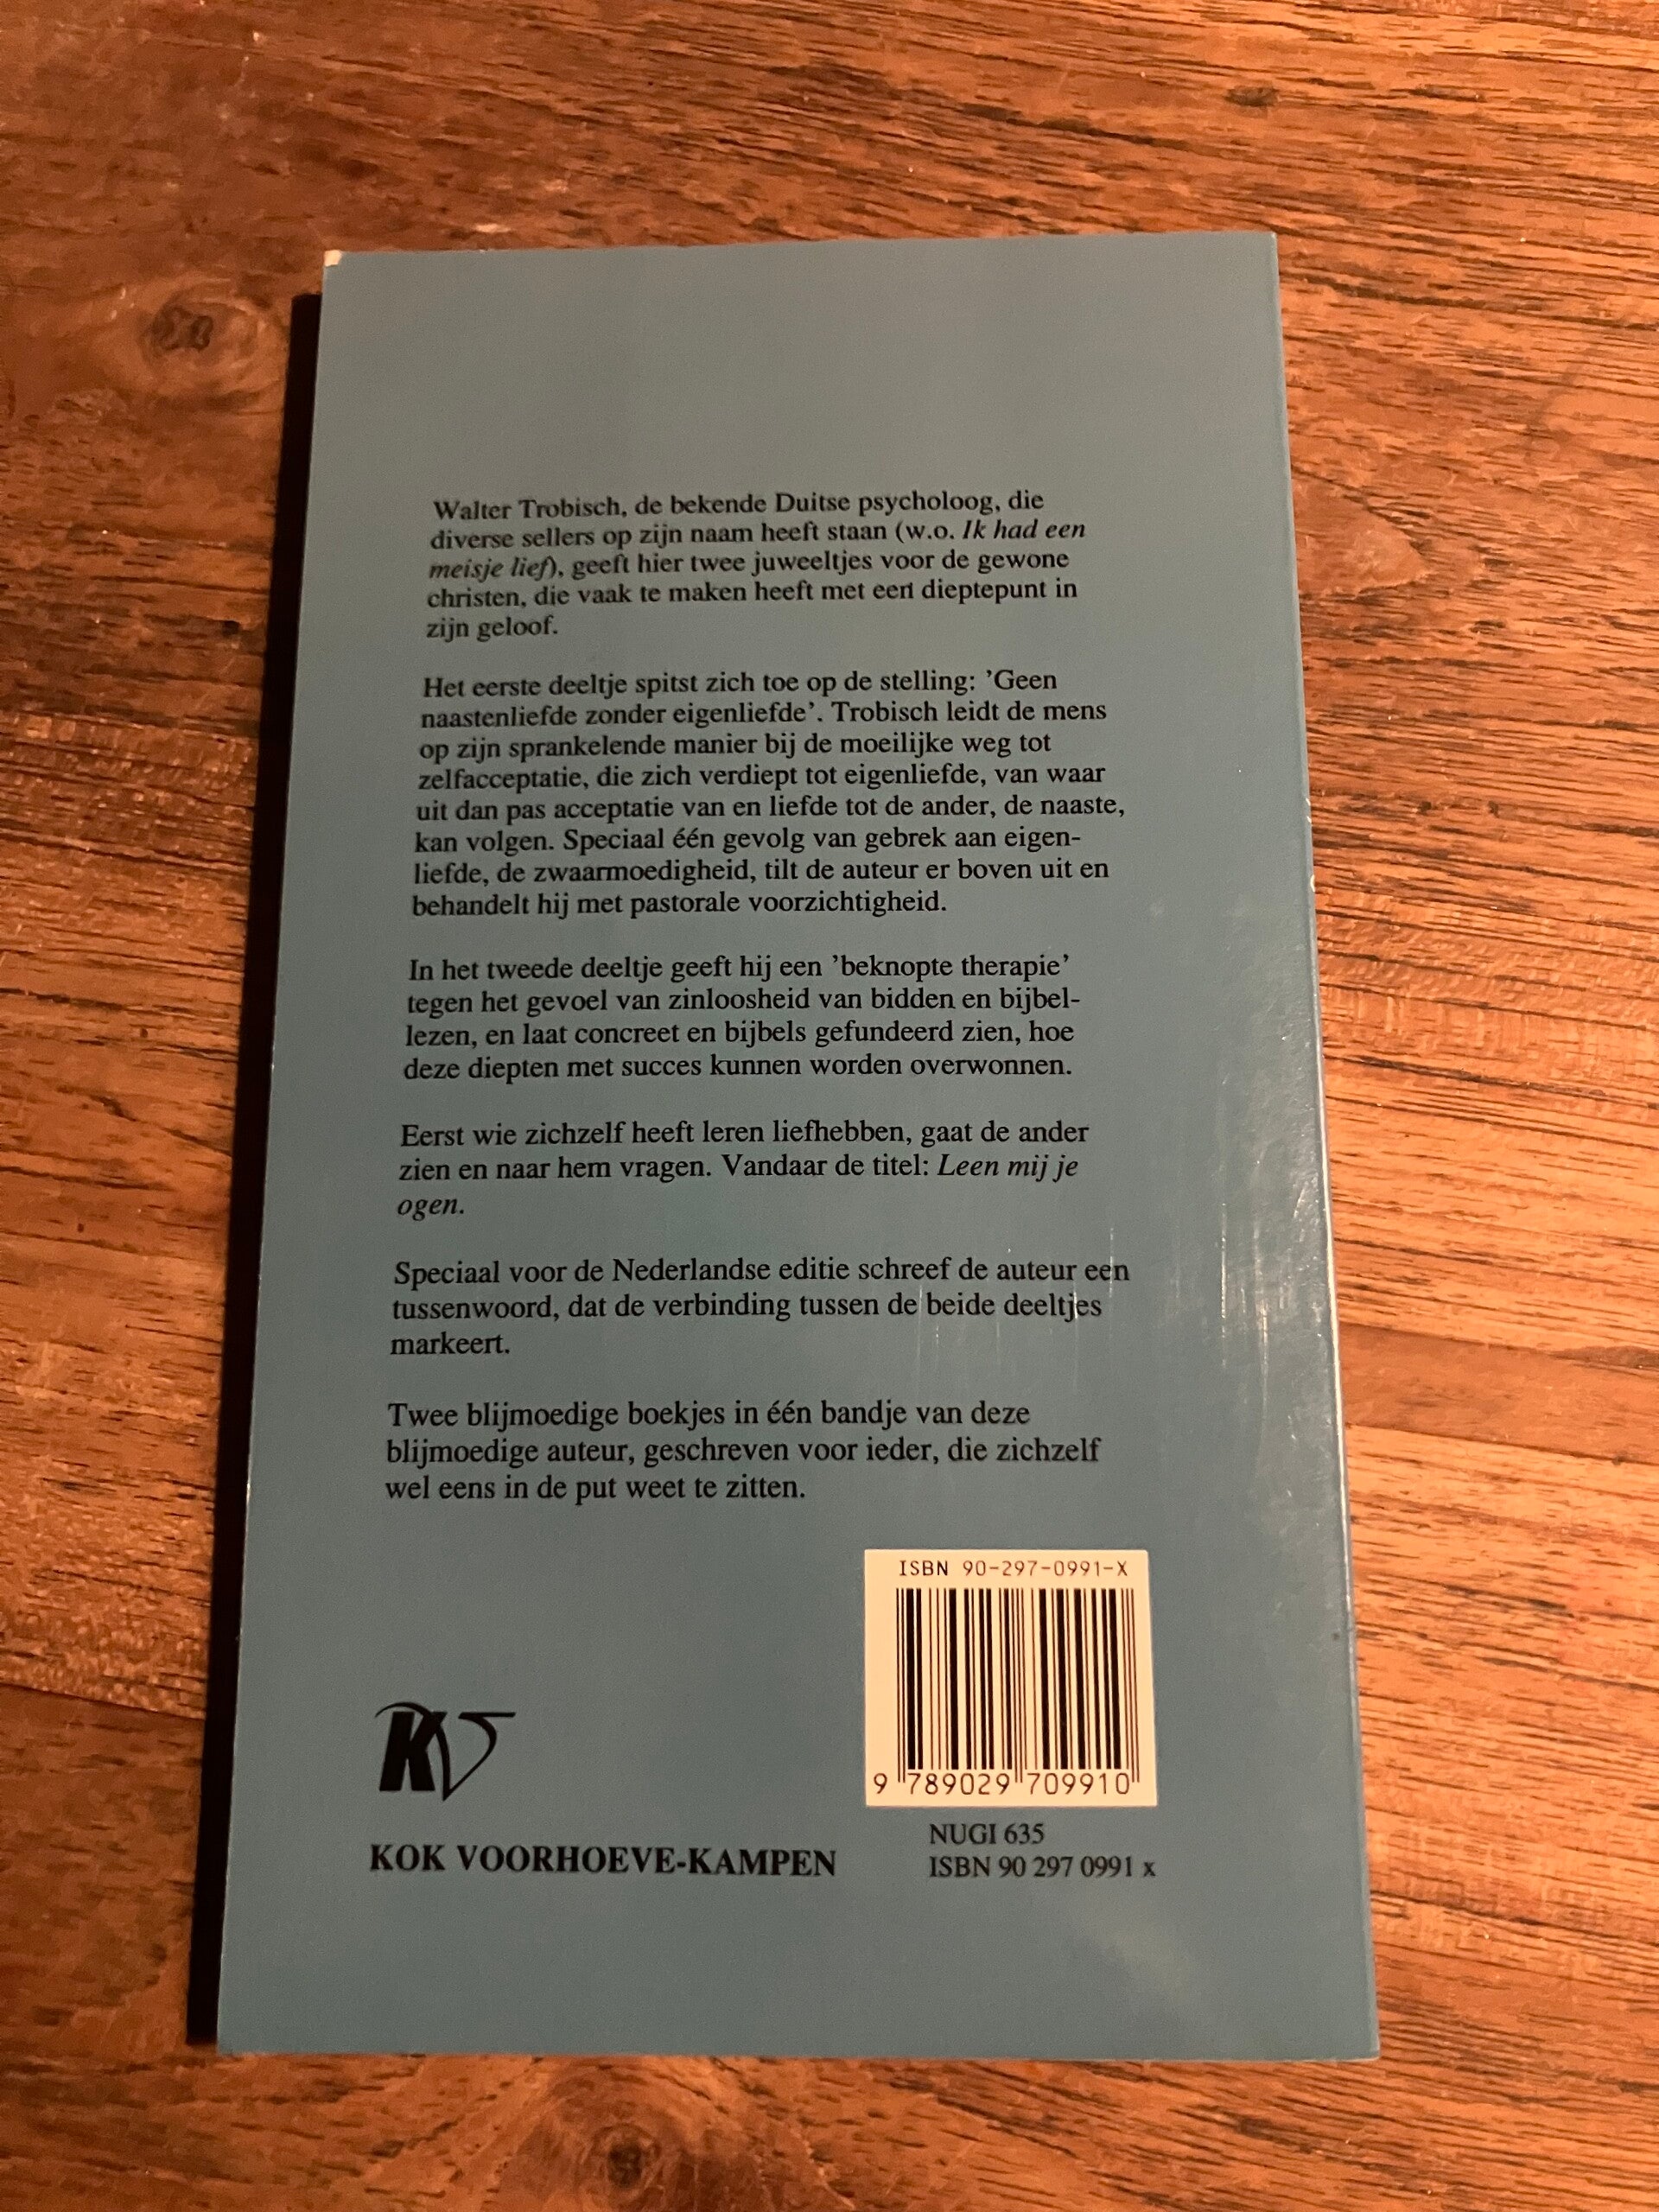 Walter Trobisch, de bekende Duitse psycholoog, die
diverse sellers op zijn naam heeft staan (w.o. Ik had een
meisje lief), geeft hier twee juweeltjes voor de gewone
christen, die vaak te maken heeft met een dieptepunt in
zijn geloof.
Het eerste deeltje spitst zich toe op de stelling: ’Geen
naastenliefde zonder eigenliefde’. Trobisch leidt de mens
op zijn sprankelende manier bij de moeilijke weg tot
zelfacceptatie, die zich verdiept tot eigenliefde, van waar
uit dan pas acceptatie van en liefde tot de ander, de naaste,
kan volgen. Speciaal één gevolg van gebrek aan eigen-
liefde, de zwaarmoedigheid, tilt de auteur er boven uit en
behandelt hij met pastorale voorzichtigheid.
In het tweede deeltje geeft hij een ’beknopte therapie’
tegen het gevoel van zinloosheid van bidden en bijbel-
lezen, en laat concreet en bijbels gefundeerd zien, hoe
deze diepten met succes kunnen worden overwonnen.
Eerst wie zichzelf heeft leren liefhebben, gaat de ander
zien en naar hem vragen. Vandaar de titel: Leen mij je
ogen.
Speciaal voor de Nederlandse editie schreef de auteur een
tussenwoord, dat de verbinding tussen de beide deeltjes
markeert.
Twee blijmoedige boekjes in één bandje van deze
blijmoedige auteur, geschreven voor ieder, die zichzelf
wel eens in de put weet te zitten.
ISBN 90-297-0991-X
9 789029 709910
KV
KOK VOORHOEVE-KAMPEN
NUGI 635
ISBN 90 297 0991 x